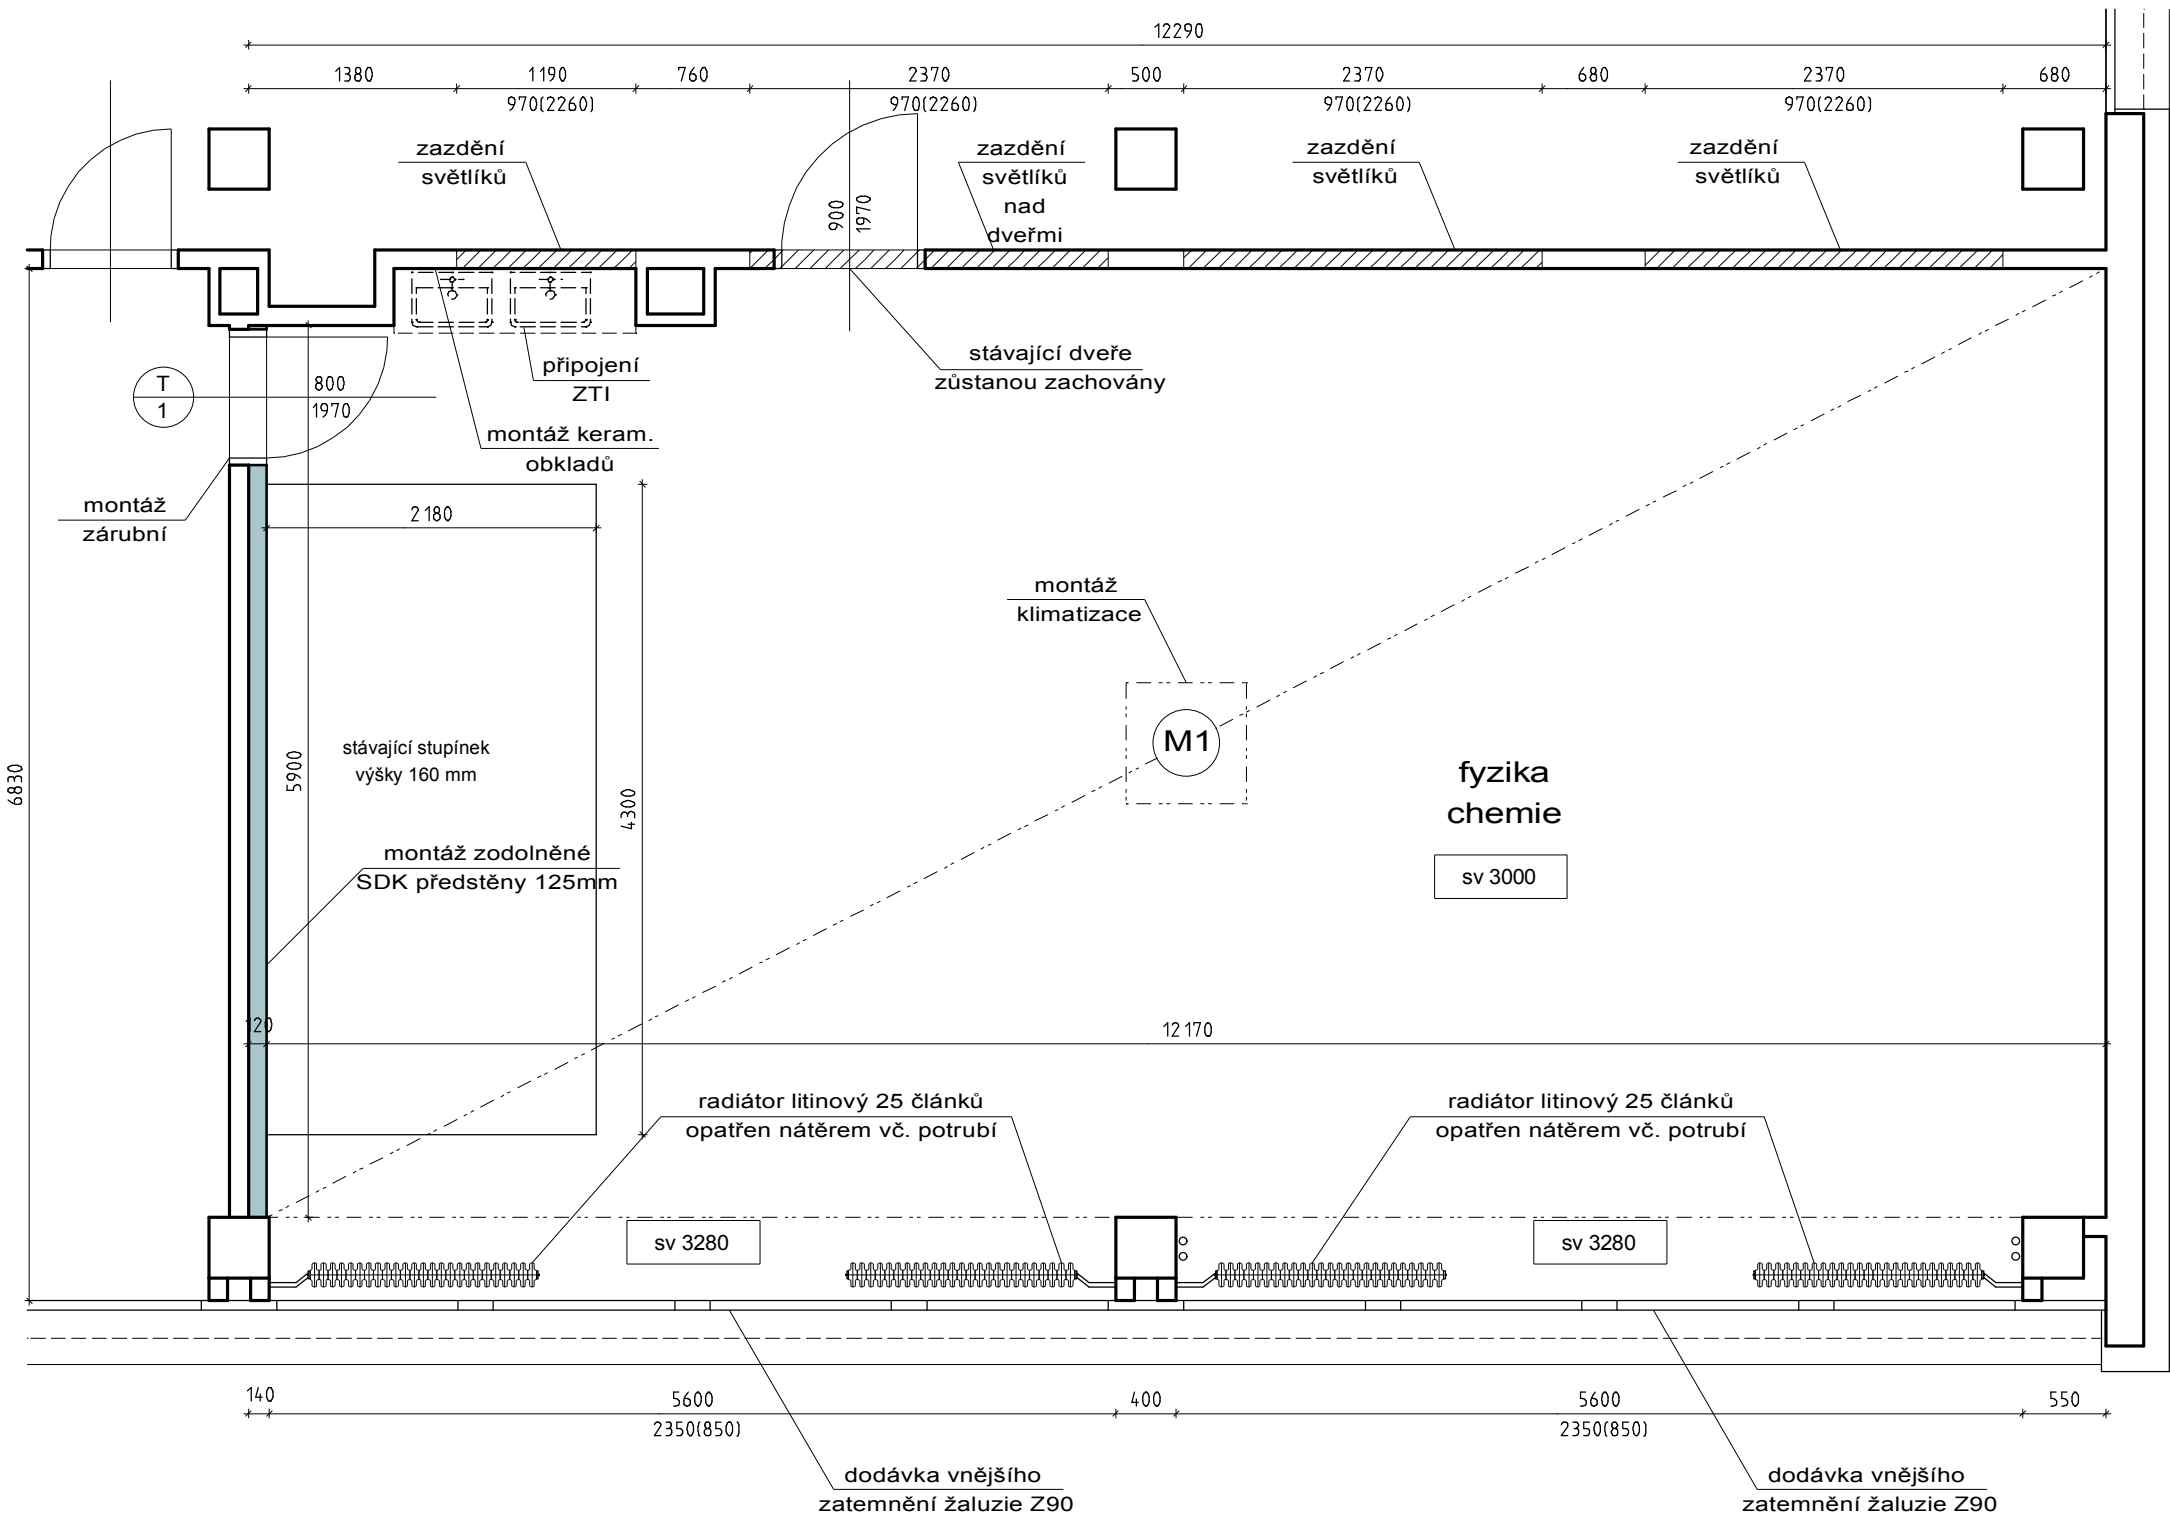 12290
1380
1190
760
2370
500
2370
680
2370
680
970(2260)
970(2260)
970(2260)
970(2260)
zazdění
světlíků
zazdění
světlíků
nad
dveřmi
zazdění
světlíků
zazdění
světlíků
900
1970
T
1
800
1970
připojení
ZTI
stávající dveře
zůstanou zachovány
montáž keram.
obkladů
montáž
zárubní
2180
montáž
klimatizace
M1
stávající stupínek
výšky 160 mm
5900
4300
6830
fyzika
chemie
sv 3000
montáž zodolněné
SDK předstěny 125mm
120
12170
radiátor litinový 25 článků
opatřen nátěrem vč. potrubí
radiátor litinový 25 článků
opatřen nátěrem vč. potrubí
sv 3280
sv 3280
140
5600
400
5600
550
2350(850)
2350(850)
dodávka vnějšího
zatemnění žaluzie Z90
dodávka vnějšího
zatemnění žaluzie Z90